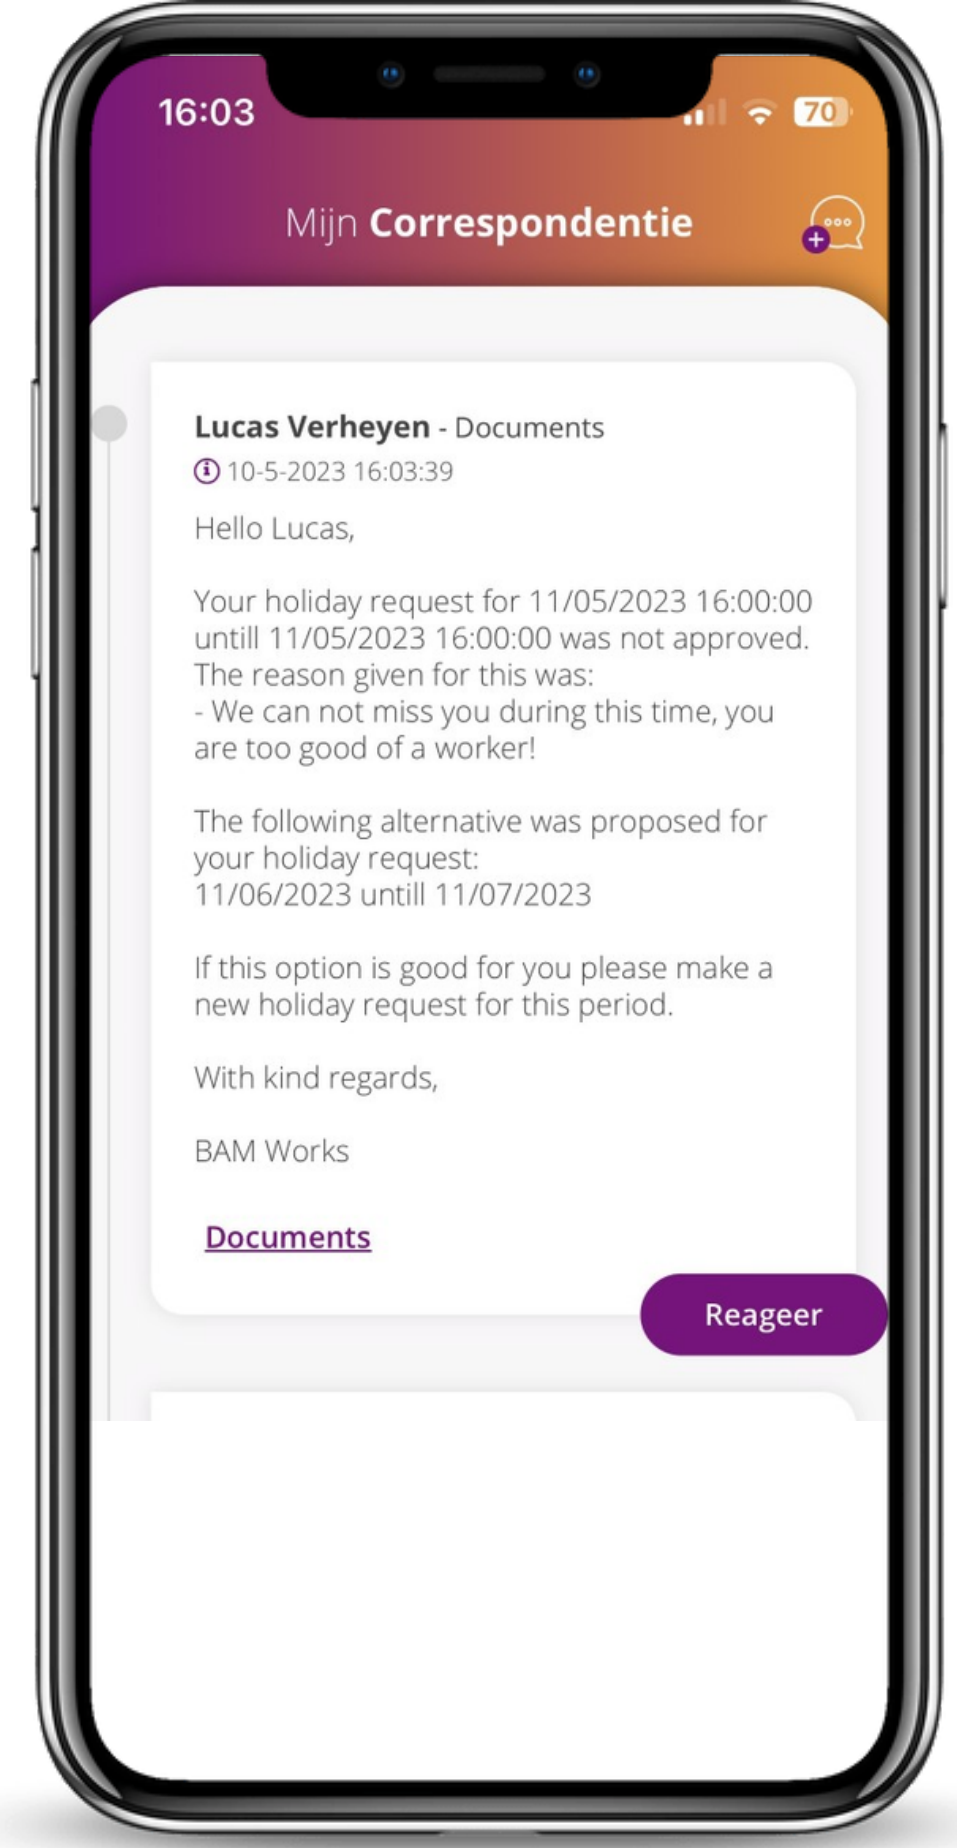 16:03
70
Mijn Correspondentie
Lucas Verheyen - Documents
10-5-2023 16:03:39
Hello Lucas,
Your holiday request for 11/05/2023 16:00:00
untill 11/05/2023 16:00:00 was not approved.
The reason given for this was:
- We can not miss you during this time, you
are too good of a worker!
The following alternative was proposed for
your holiday request:
11/06/2023 untill 11/07/2023
If this option is good for you please make a
new holiday request for this period.
With kind regards,
BAM Works
Documents
Reageer